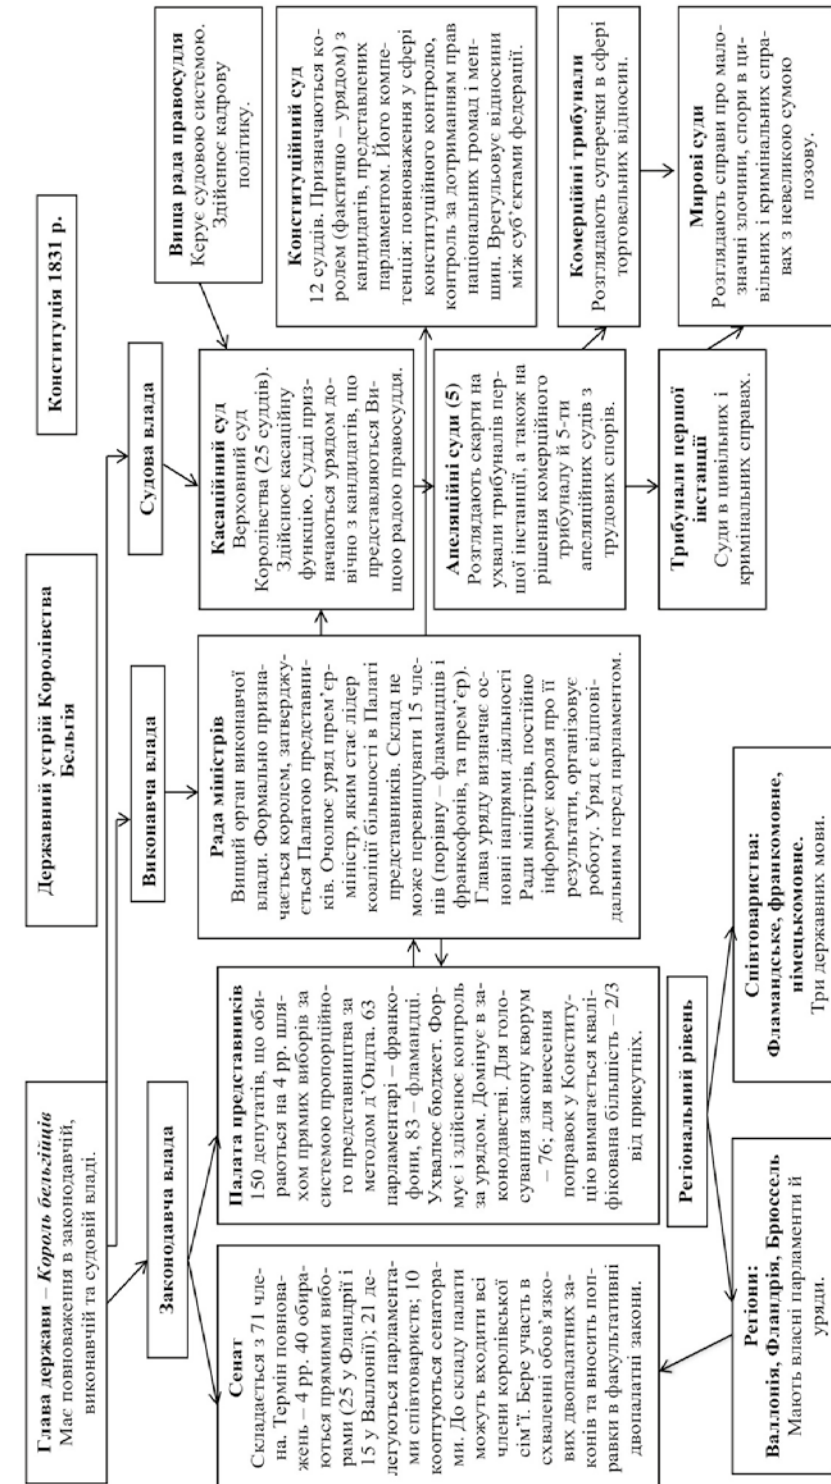 Глава держави – Король бельгійців
Має повноваження в законодавчій,
виконавчій та судовій владі.
Державний устрій Королівства
Бельгія
Конституція 1831 р.
Законодавча влада
Виконавча влада
Судова влада
Сенат
Складається з 71 чле-
на. Термін повнова-
жень – 4 рр. 40 обира-
ються прямими вибо-
рами (25 у Фландрії і
15 у Валлонії); 21 де-
легуються парламента-
ми співтовариств; 10
кооптуються сенатора-
ми. До складу палати
можуть входити всі
члени королівської
сім’ї. Бере участь в
схваленні обов’язко-
вих двопалатних за-
конів та вносить поп-
равки в факультативні
двопалатні закони.
Палата представників
150 депутатів, що оби-
раються на 4 рр. шля-
хом прямих виборів за
системою пропорційно-
го представництва за
методом д’Ондта. 63
парламентарі – франко-
фони, 83 – фламандці.
Ухвалює бюджет. Фор-
мує і здійснює контроль
за урядом. Домінує в за-
конодавстві. Для голо-
сування закону кворум
– 76; для внесення
поправок у Конститу-
цію вимагається квалі-
фікована більшість – 2/3
від присутніх.
Рада міністрів
Вищий орган виконавчої
влади. Формально призна-
чається королем, затверджу-
ється Палатою представни-
ків. Очолює уряд прем’єр-
міністр, яким стає лідер
коаліції більшості в Палаті
представників. Склад не
може перевищувати 15 чле-
нів (порівну – фламандців і
франкофонів, та прем’єр).
Глава уряду визначає ос-
новні напрями діяльності
Ради міністрів, постійно
інформує короля про її
результати, організовує
роботу. Уряд є відпові-
дальним перед парламентом.
Касаційний суд
Верховний суд
Королівства (25 суддів).
Здійснює касаційну
функцію. Судді приз-
начаються урядом до-
вічно з кандидатів, що
представляються Ви-
щою радою правосуддя.
Вища рада правосуддя
Керує судовою системою.
Здійснює кадрову
політику.
Конституційний суд
12 суддів. Призначаються ко-
ролем (фактично – урядом) з
кандидатів, представлених
парламентом. Його компе-
тенція: повноваження у сфері
конституційного контролю,
контроль за дотриманням прав
національних громад і мен-
шин. Врегульовує відносини
між суб’єктами федерації.
Апеляційні суди (5)
Розглядають скарги на
ухвали трибуналів пер-
шої інстанції, а також на
рішення комерційного
трибуналу й 5-ти
апеляційних судів з
трудових спорів.
Комерційні трибунали
Розглядають суперечки в сфері
торговельних відносин.
Трибунали першої
інстанції
Суди в цивільних і
кримінальних справах.
Мирові суди
Розглядають справи про мало-
значні злочини, спори в ци-
вільних і кримінальних спра-
вах з невеликою сумою
позову.
Регіональний рівень
Регіони:
Валлонія, Фландрія, Брюссель
Мають власні парламенти й
уряди.
Співтовариства:
Фламандське, франкомовне,
німецькомовне.
Три державних мови.